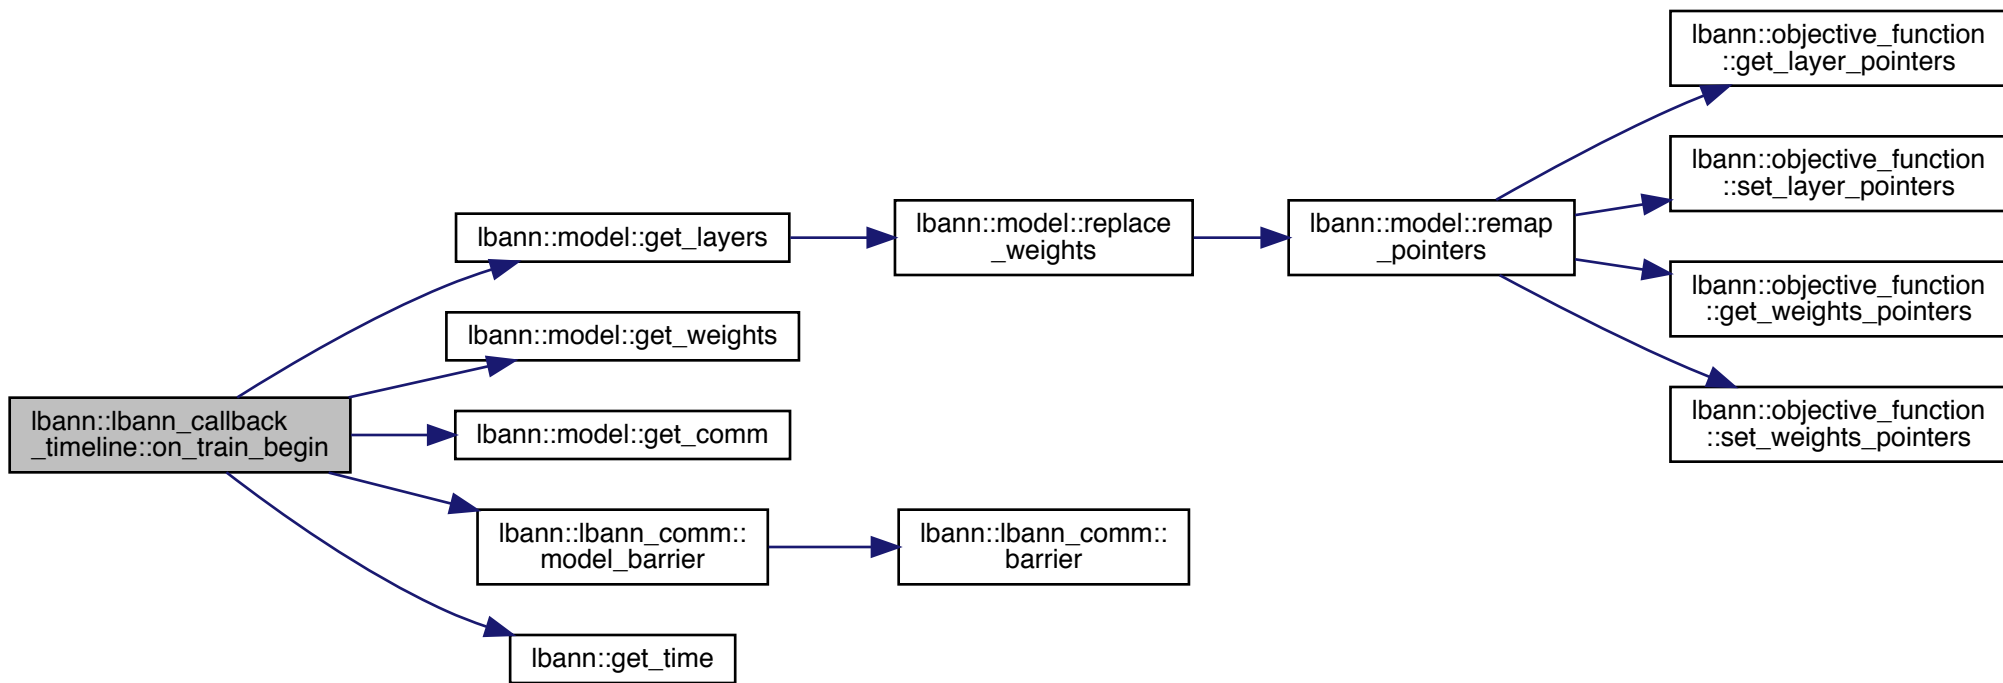 lbann::lbann_callback
_timeline::on_train_begin
lbann::model::get_layers
lbann::model::get_weights
lbann::model::get_comm
lbann::lbann_comm::
model_barrier
lbann::get_time
lbann::model::replace
_weights
lbann::lbann_comm::
barrier
lbann::model::remap
_pointers
lbann::objective_function
::get_layer_pointers
lbann::objective_function
::set_layer_pointers
lbann::objective_function
::get_weights_pointers
lbann::objective_function
::set_weights_pointers